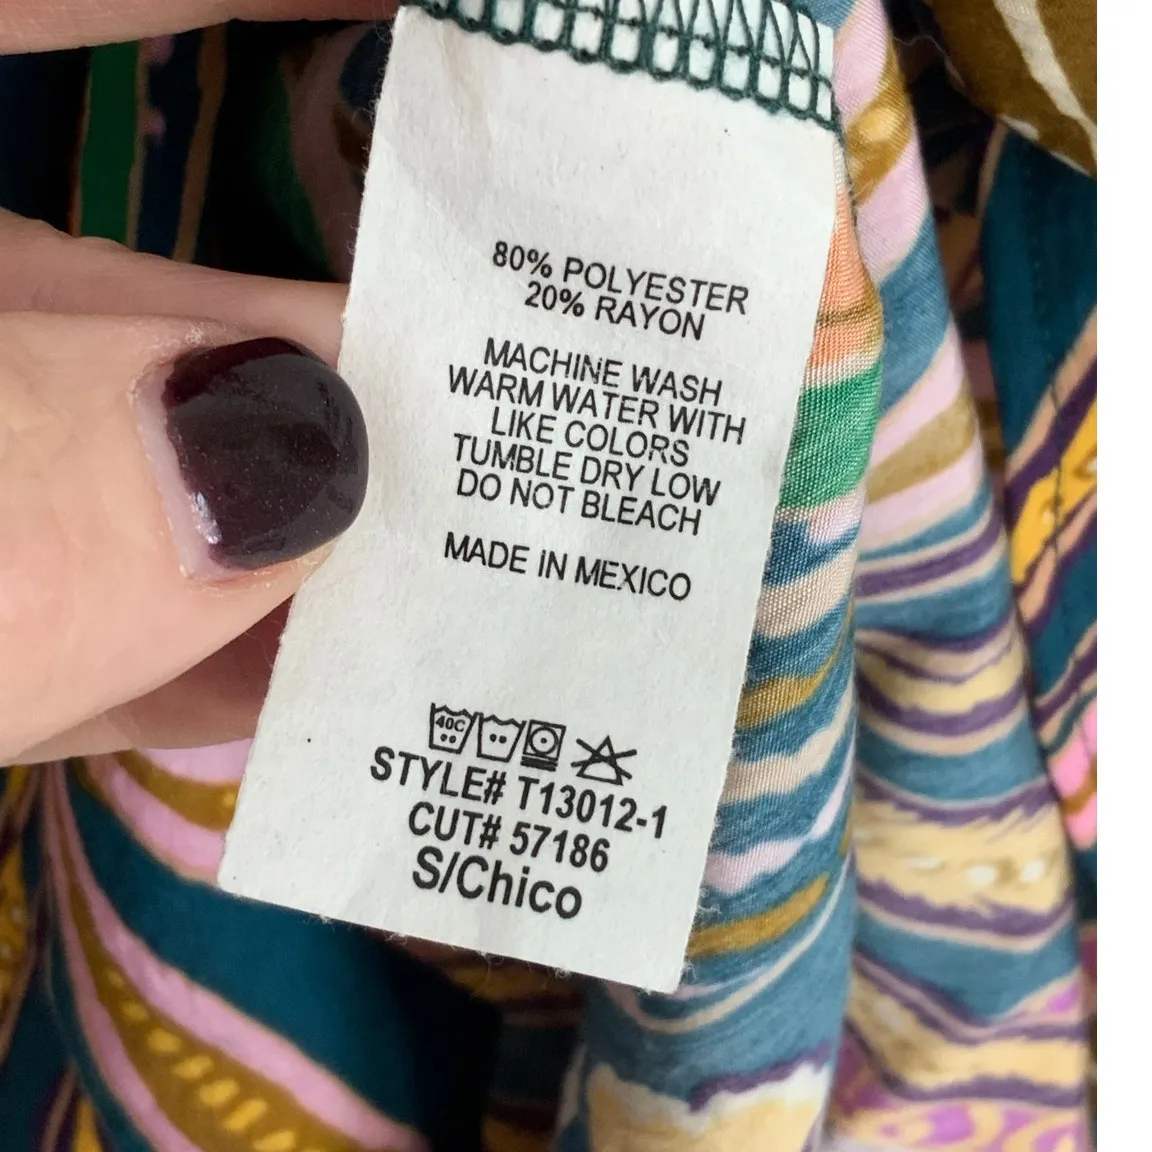 80% POLYESTER
20% RAYON
MACHINE WASH
WARM WATER WITH
LIKE COLORS
TUMBLE DRY LOW
DO NOT BLEACH
MADE iN MEXICO
40C
STYLE# T13012-1
CUT# 57186
S/Chico